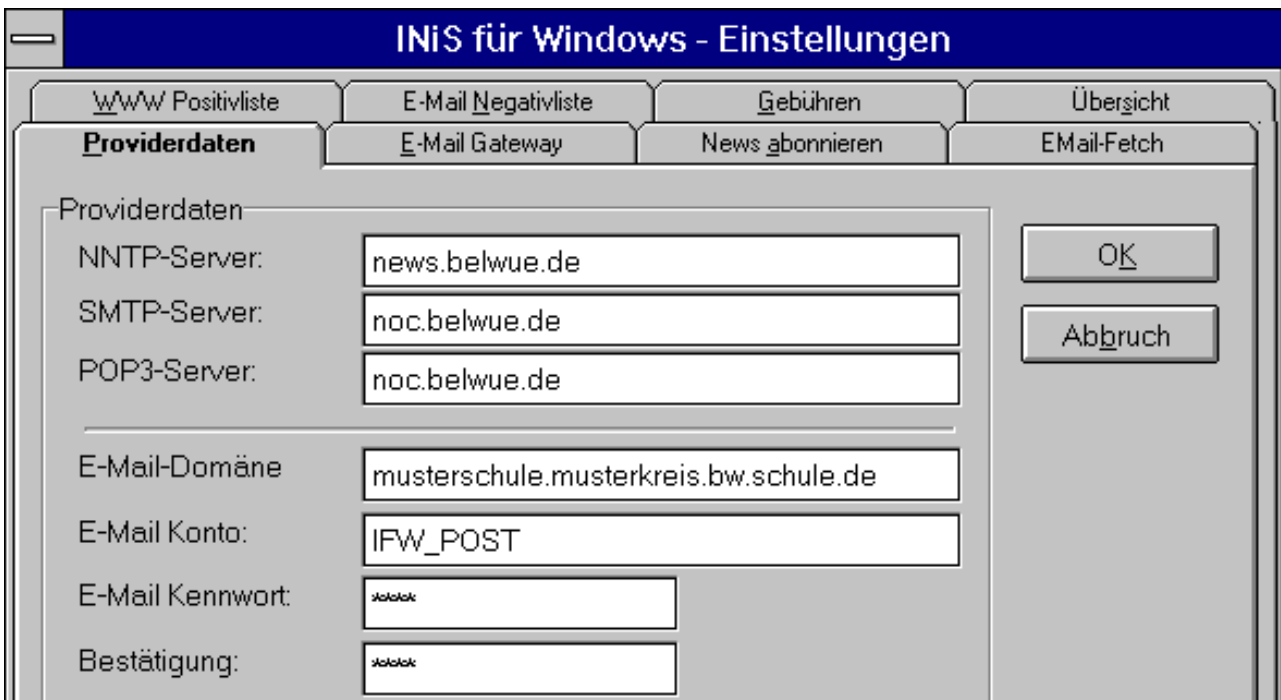 INiS für Windows - Einstellungen
WWW Positivliste
E-Mail Negativliste
Gebühren
Übersicht
Providerdaten
E-Mail Gateway
News abonnieren
EMail-Fetch
Providerdaten
NNTP-Server: news.belwue.de
OK
SMTP-Server: noc.belwue.de
Abbruch
POP3-Server: noc.belwue.de
E-Mail-Domäne musterschule.musterkreis.bw.schule.de
E-Mail Konto: IFW_POST
E-Mail Kennwort: ****
Bestätigung: ****